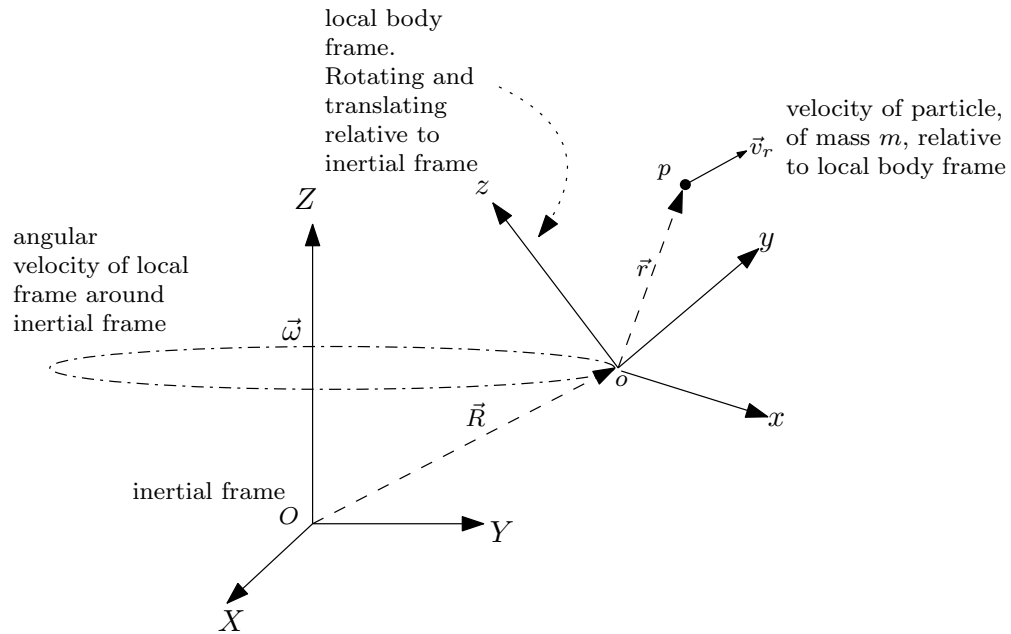 local body
frame.
Rotating and
translating
relative to
inertial frame
velocity of particle,
of mass m, relative
to local body frame
v⃗r
p
z
Z
y
angular
velocity of local
frame around
inertial frame
r⃗
ω⃗
o
R⃗
x
inertial frame
O
Y
X